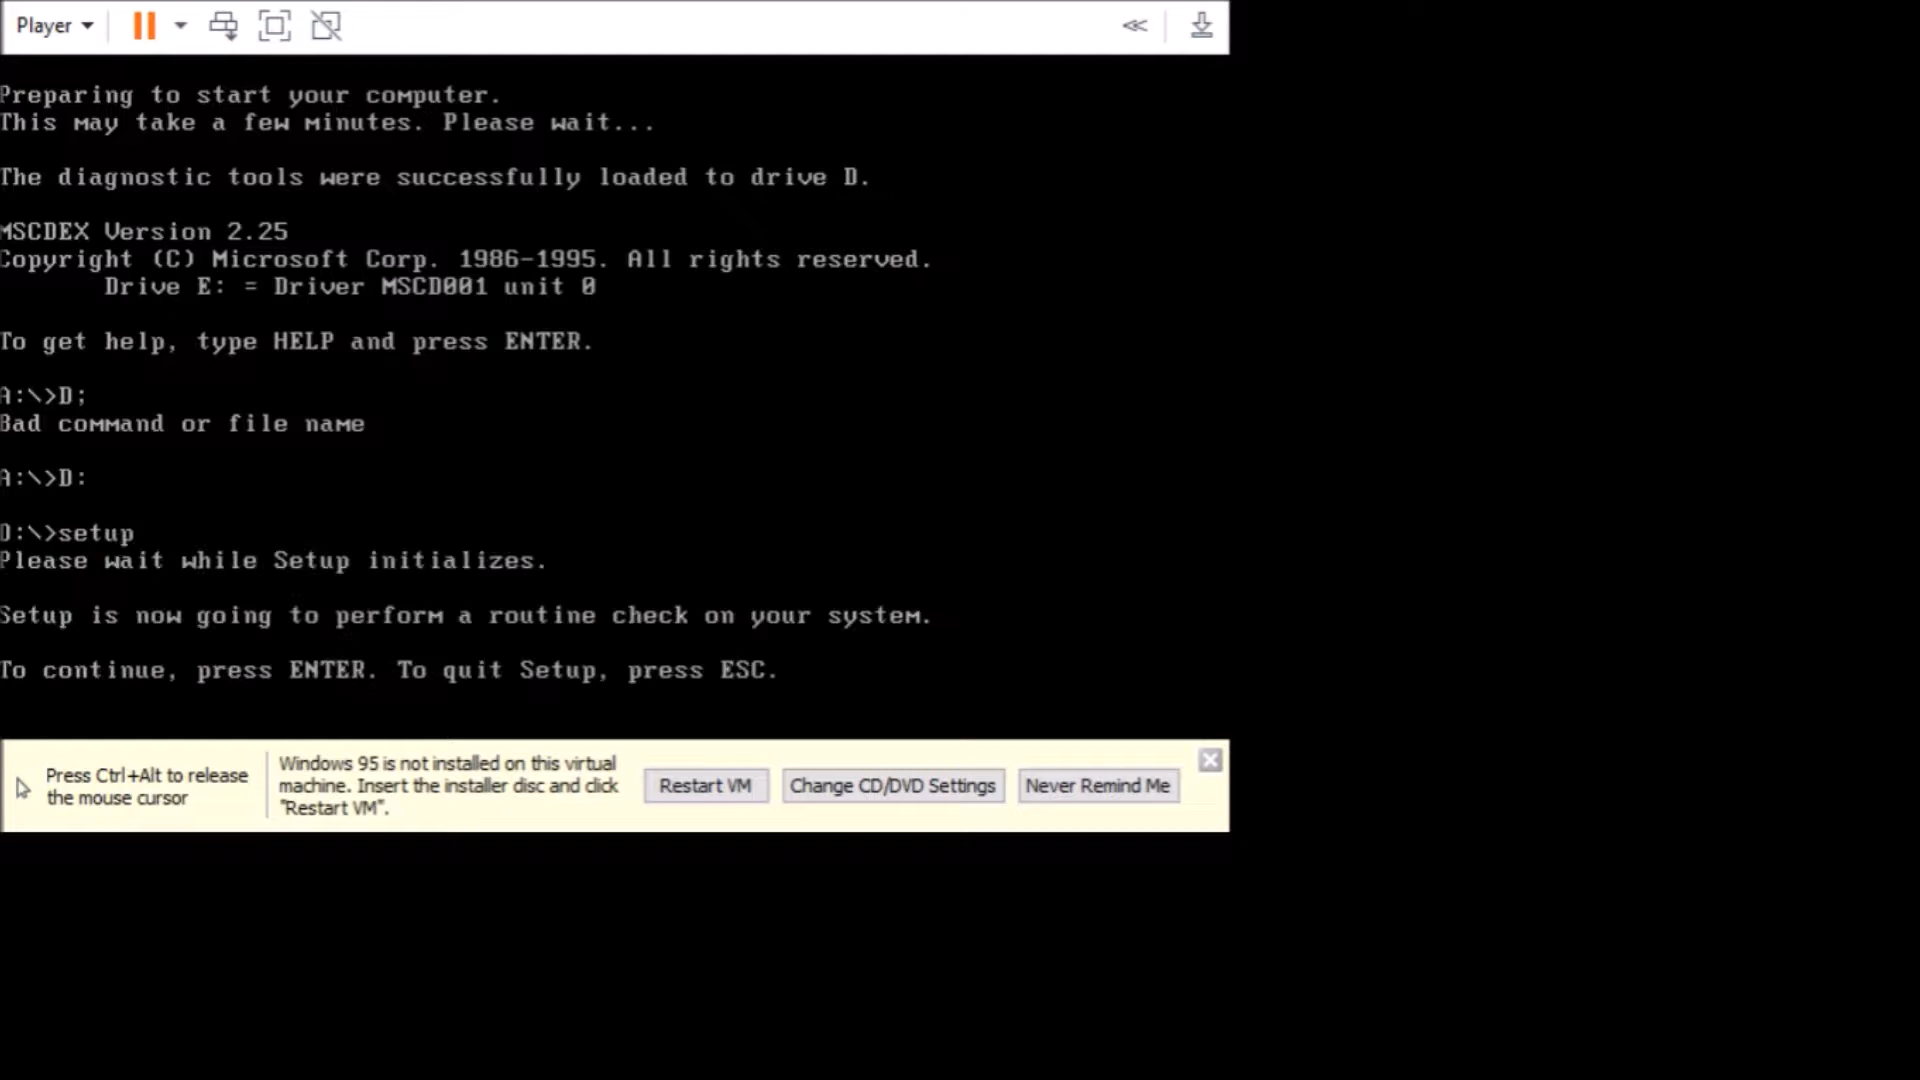 Player
Preparing to start your computer.
This may take a few minutes. Please wait...
The diagnostic tools were successfully loaded to drive D.
MSCDEX Version 2.25
Copyright (C) Microsoft Corp. 1986-1995. All rights reserved.
Drive E: = Driver MSCD001 unit 0
To get help, type HELP and press ENTER.
A:\>D;
Bad command or file name
A:\>D:
D:\>setup
Please wait while Setup initializes.
Setup is now going to perform a routine check on your system.
To continue, press ENTER. To quit Setup, press ESC.
Press Ctrl+Alt to release
the mouse cursor
Windows 95 is not installed on this virtual
machine. Insert the installer disc and click
"Restart VM".
Restart VM
Change CD/DVD Settings
Never Remind Me